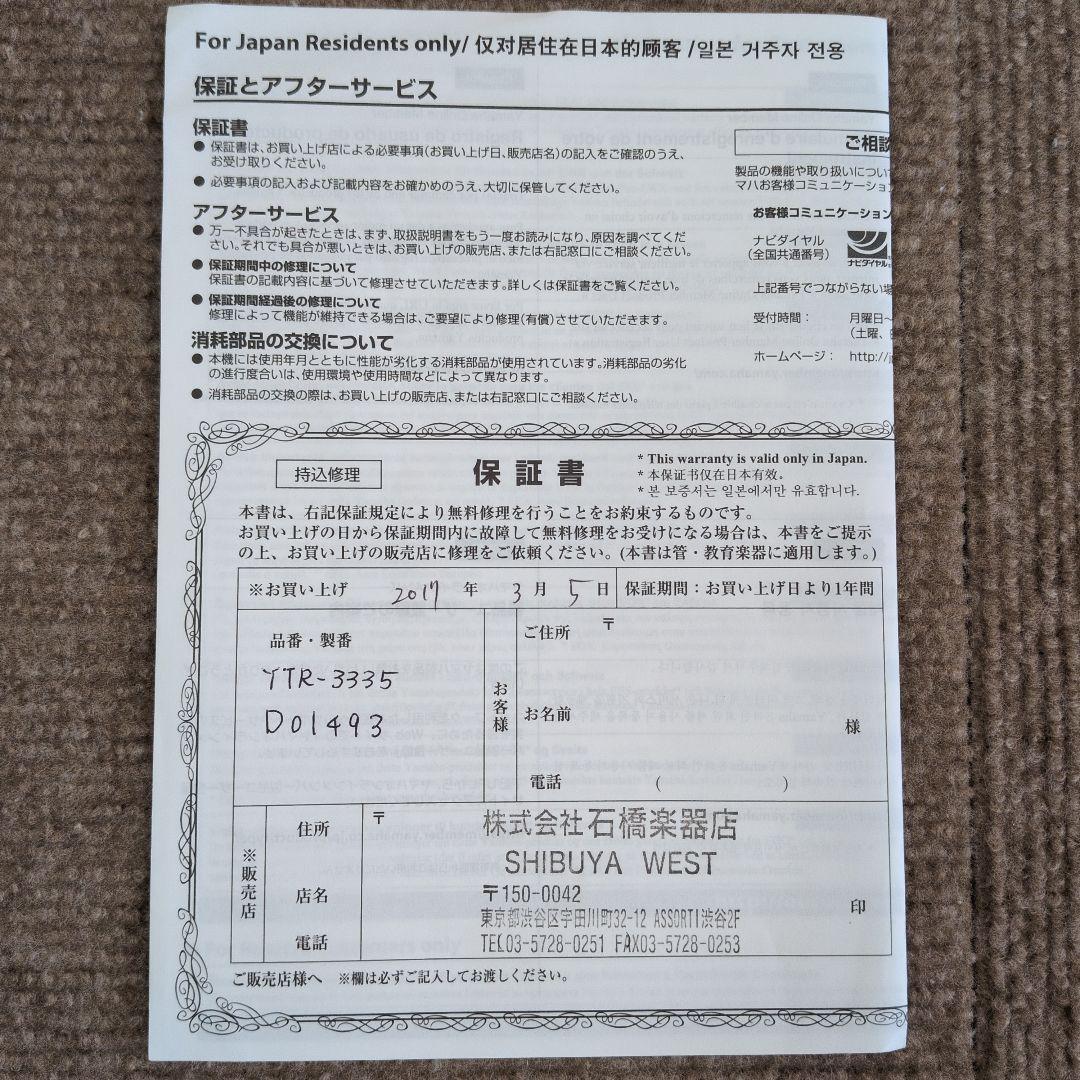 For Japan Residents only/ 仅对居住在日本的顾客 /일본 거주자 전용
保証とアフターサービス
保証書
● 保証書は、お買い上げ店による必要事項(お買い上げ日、販売店名)の記入をご確認のうえ、
お受け取りください。
● 必要事項の記入および記載内容をお確かめのうえ、大切に保管してください。
アフターサービス
● 万一不具合が起きたときは、まず、取扱説明書をもう一度お読みになり、原因を調べてくだ
さい。それでも具合が悪いときは、お買い上げの販売店、または右記窓口にご相談ください。
● 保証期間中の修理について
保証書の記載内容に基づいて修理させていただきます。詳しくは保証書をご覧ください。
● 保証期間経過後の修理について
修理によって機能が維持できる場合は、ご要望により修理(有償)させていただきます。
消耗部品の交換について
● 本機には使用年月とともに性能が劣化する消耗部品が使用されています。消耗部品の劣化
の進行度合いは、使用環境や使用時間などによって異なります。
● 消耗部品の交換の際は、お買い上げの販売店、または右記窓口にご相談ください。
ご相談
製品の機能や取り扱いについ
マハお客様コミュニケーション
お客様コミュニケーション
ナビダイヤル
(全国共通番号)
ナビダイヤル
上記番号でつながらない場
受付時間: 月曜日~
(土曜、
ホームページ: http://j
持込修理
保証書
* This warranty is valid only in Japan.
* 本保证书仅在日本有效。
* 본 보증서는 일본에서만 유효합니다.
本書は、右記保証規定により無料修理を行うことをお約束するものです。
お買い上げの日から保証期間内に故障して無料修理をお受けになる場合は、本書をご提示
の上、お買い上げの販売店に修理をご依頼ください。(本書は管・教育楽器に適用します。)
※お買い上げ 2017 年 3 月 5 日 保証期間:お買い上げ日より1年間
品番・製番
YTR-3335
D01493
お客様
ご住所 〒
お名前 様
電話 ( )
※販売店
住所 〒
店名
電話
株式会社石橋楽器店
SHIBUYA WEST
〒150-0042
東京都渋谷区宇田川町32-12 ASSORTI渋谷2F
TEL03-5728-0251 FAX03-5728-0253
印
ご販売店様へ ※欄は必ずご記入してお渡しください。